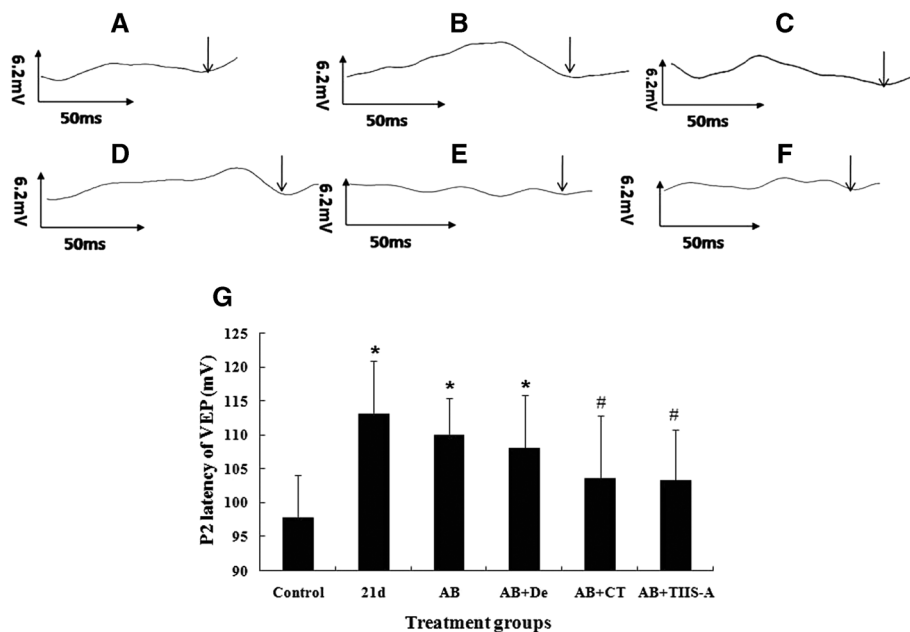 A
B
C
6.2mV
50ms
6.2mV
50ms
6.2mV
50ms
D
E
F
6.2mV
50ms
6.2mV
50ms
6.2mV
50ms
G
P2 latency of VEP (mV)
125
120
115
110
105
100
95
90
*
*
*
#
#
Control 21d AB AB+De AB+CT AB+TIIS-A
Treatment groups